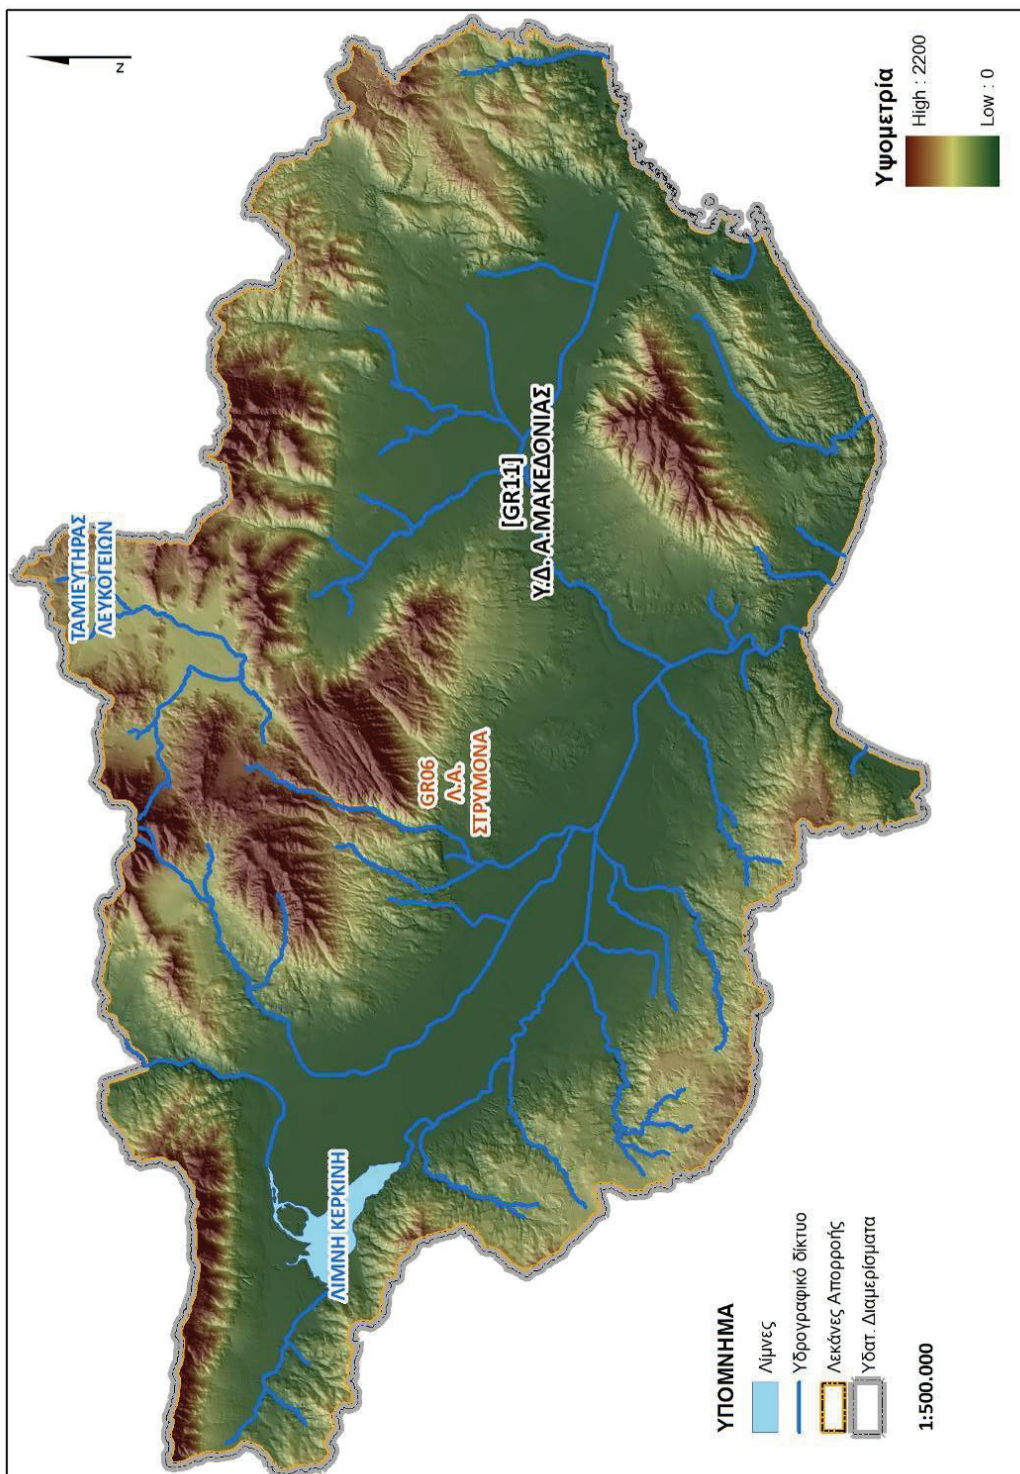 Z
Υψομετρία
High : 2200
Low : 0
ΤΑΜΙΕΥΤΗΡΑΣ
ΛΕΥΚΟΓΕΙΩΝ
[GR11]
Υ.Δ. Α.ΜΑΚΕΔΟΝΙΑΣ
GR06
Λ.Α.
ΣΤΡΥΜΟΝΑ
ΛΙΜΝΗ ΚΕΡΚΙΝΗ
ΥΠΟΜΝΗΜΑ
Λίμνες
Υδρογραφικό δίκτυο
Λεκάνες Απορροής
Υδατ. Διαμερίσματα
1:500.000